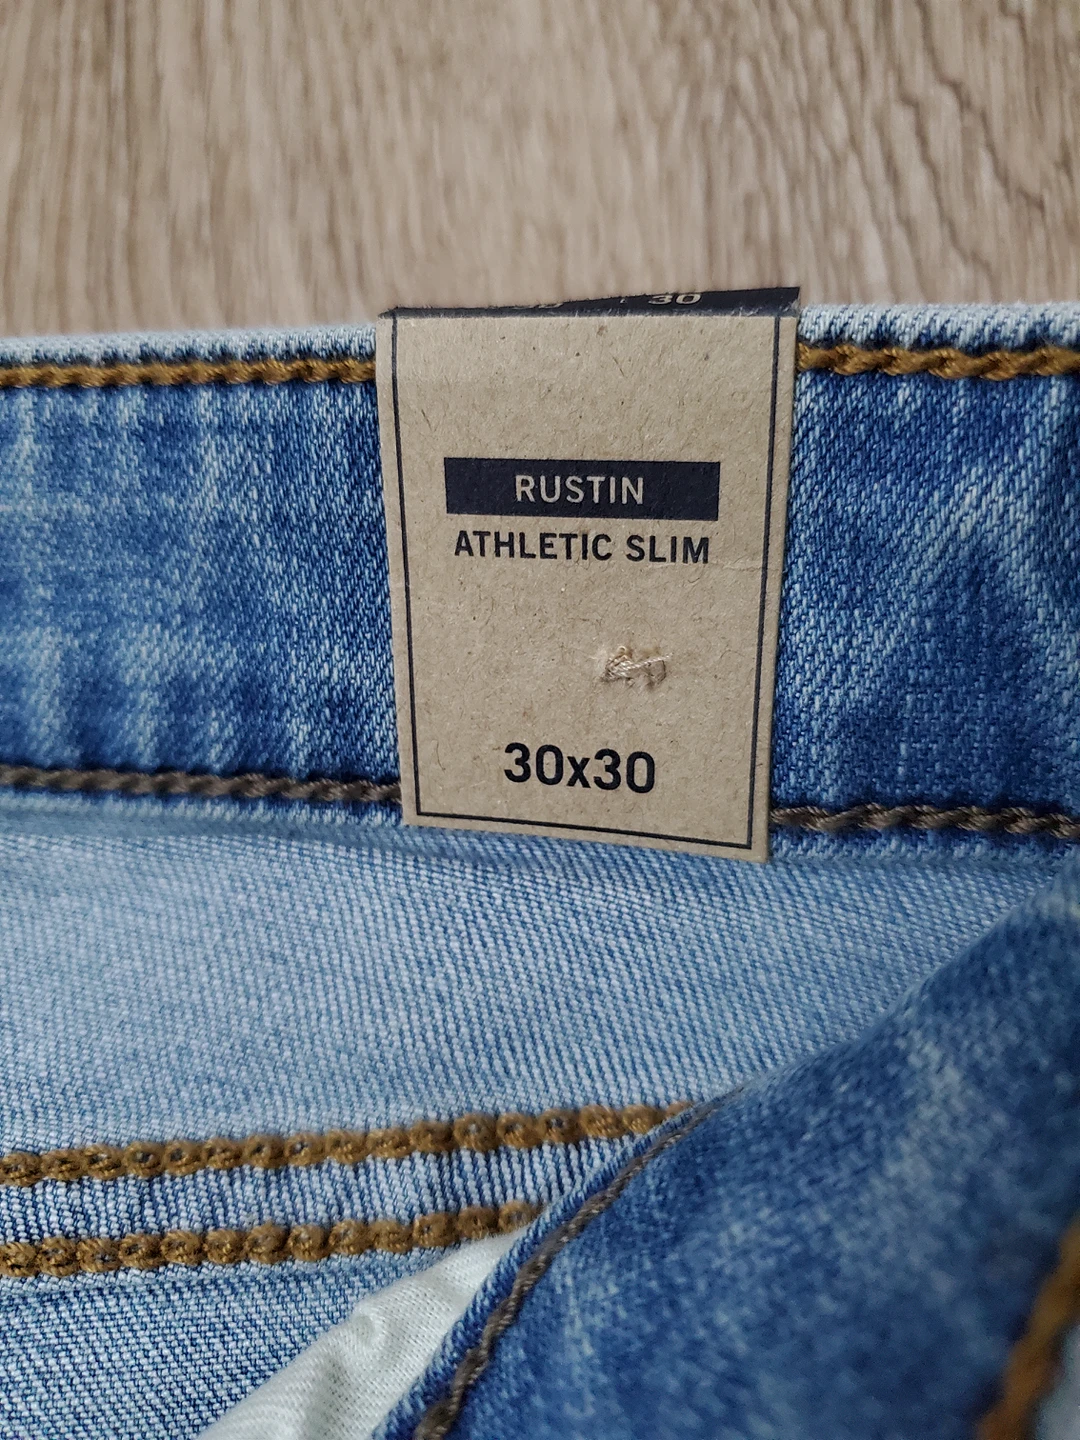 30
RUSTIN
ATHLETIC SLIM
30x30